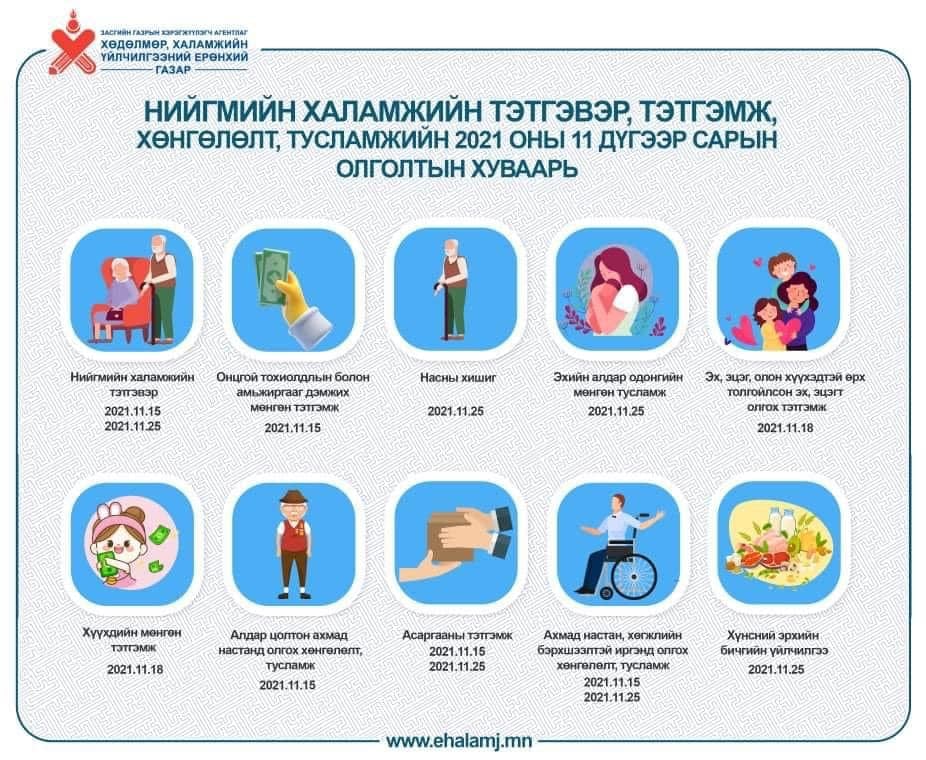 ЗАСГИЙН ГАЗРЫН ХЭРЭГЖҮҮЛЭГЧ АГЕНТЛАГ
ХӨДӨЛМӨР, ХАЛАМЖИЙН
ҮЙЛЧИЛГЭЭНИЙ ЕРӨНХИЙ
ГАЗАР
НИЙГМИЙН ХАЛАМЖИЙН ТЭТГЭВЭР, ТЭТГЭМЖ,
ХӨНГӨЛӨЛТ, ТУСЛАМЖИЙН 2021 ОНЫ 11 ДҮГЭЭР САРЫН
ОЛГОЛТЫН ХУВААРЬ
Нийгмийн халамжийн
тэтгэвэр
2021.11.15
2021.11.25
Онцгой тохиолдлын болон
амьжиргааг дэмжих
мөнгөн тэтгэмж
2021.11.15
Насны хишиг
2021.11.25
Эхийн алдар одонгийн
мөнгөн тусламж
2021.11.25
Эх, эцэг, олон хүүхэдтэй өрх
толгойлсон эх, эцэгт
олгох тэтгэмж
2021.11.18
Хүүхдийн мөнгөн
тэтгэмж
2021.11.18
Алдар цолтон ахмад
настанд олгох хөнгөлөлт,
тусламж
2021.11.15
Асаргааны тэтгэмж
2021.11.15
2021.11.25
Ахмад настан, хөгжлийн
бэрхшээлтэй иргэнд олгох
хөнгөлөлт, тусламж
2021.11.15
2021.11.25
Хүнсний эрхийн
бичгийн үйлчилгээ
2021.11.25
www.ehalamj.mn